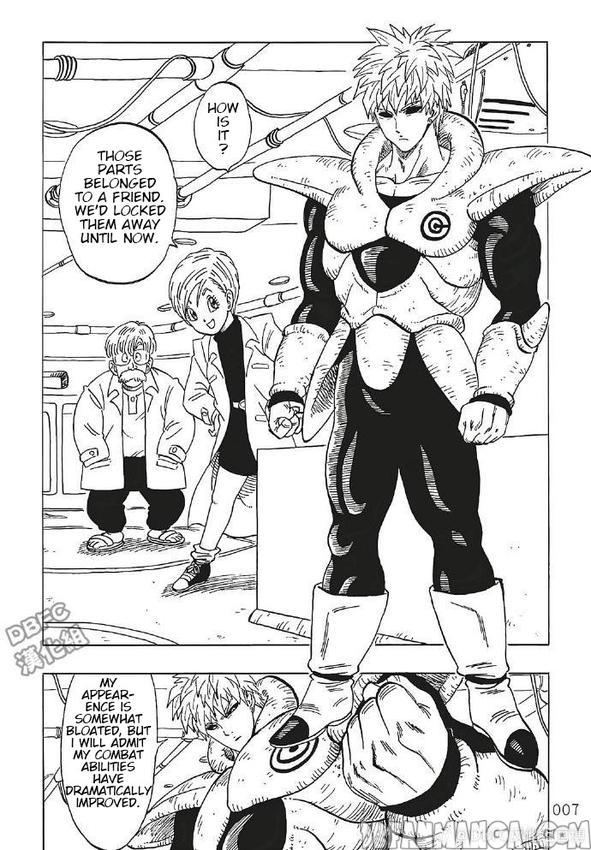 HOW
IS
IT?
THOSE
PARTS
BELONGED
TO A FRIEND.
WE'D LOCKED
THEM AWAY
UNTIL NOW.
DBFC
漢化組
MY
APPEAR-
ENCE IS
SOMEWHAT
BLOATED, BUT
I WILL ADMIT
MY COMBAT
ABILITIES
HAVE
DRAMATICALLY
IMPROVED.
007